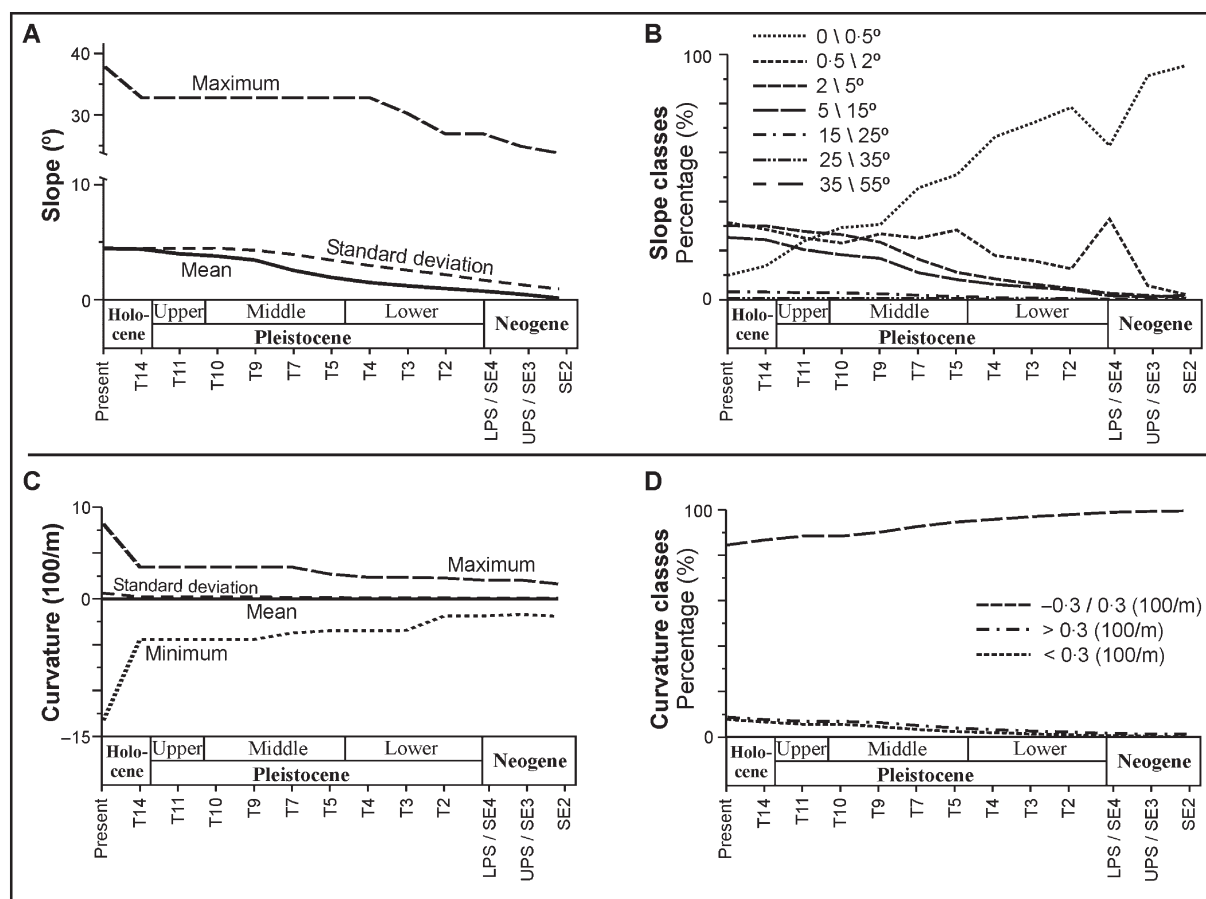 A
40
30
10
0
Slope (º)
Maximum
Standard deviation
Mean
Holo-
cene
Upper
Middle
Lower
Pleistocene
Neogene
Present
T14
T11
T10
T9
T7
T5
T4
T3
T2
LPS / SE4
UPS / SE3
SE2
B
100
0
Slope classes
Percentage (%)
0 \ 0·5º
0·5 \ 2º
2 \ 5º
5 \ 15º
15 \ 25º
25 \ 35º
35 \ 55º
Holo-
cene
Upper
Middle
Lower
Pleistocene
Neogene
Present
T14
T11
T10
T9
T7
T5
T4
T3
T2
LPS / SE4
UPS / SE3
SE2
C
10
0
–15
Curvature (100/m)
Maximum
Standard deviation
Mean
Minimum
Holo-
cene
Upper
Middle
Lower
Pleistocene
Neogene
Present
T14
T11
T10
T9
T7
T5
T4
T3
T2
LPS / SE4
UPS / SE3
SE2
D
100
0
Curvature classes
Percentage (%)
–0·3 / 0·3 (100/m)
> 0·3 (100/m)
< 0·3 (100/m)
Holo-
cene
Upper
Middle
Lower
Pleistocene
Neogene
Present
T14
T11
T10
T9
T7
T5
T4
T3
T2
LPS / SE4
UPS / SE3
SE2